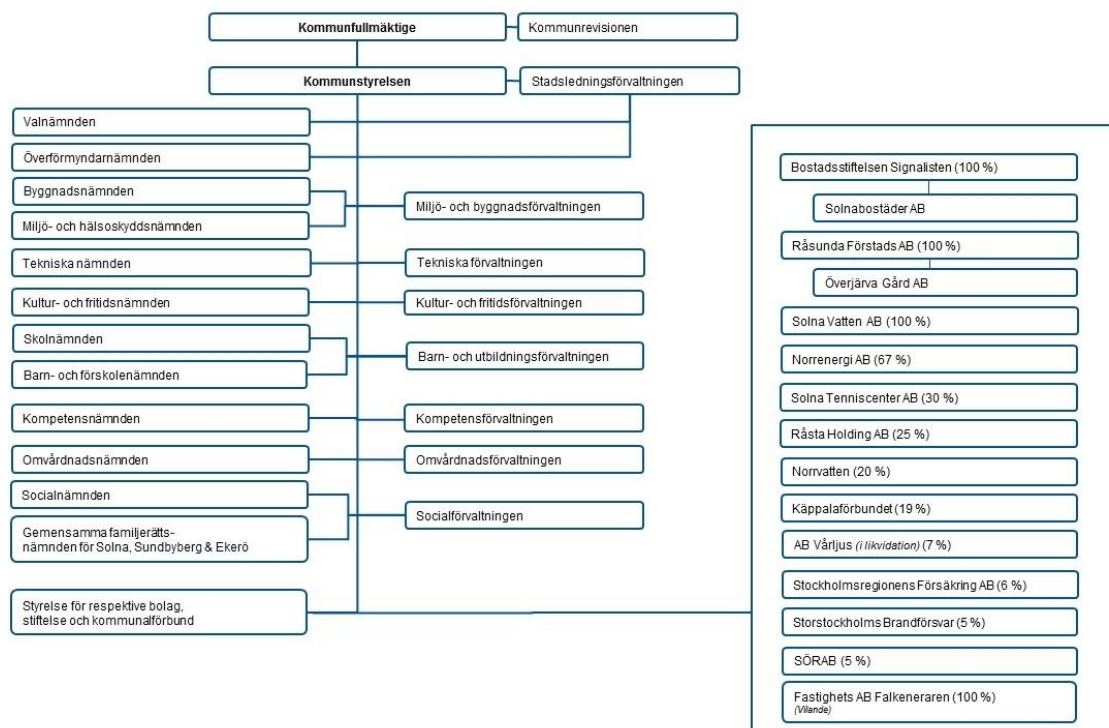 Kommunfullmäktige
Kommunrevisionen
Kommunstyrelsen
Stadsledningsförvaltningen
Valnämnden
Överförmyndarnämnden
Byggnadsnämnden
Miljö- och hälsoskyddsnämnden
Miljö- och byggnadsförvaltningen
Tekniska nämnden
Tekniska förvaltningen
Kultur- och fritidsnämnden
Kultur- och fritidsförvaltningen
Skolnämnden
Barn- och förskolenämnden
Barn- och utbildningsförvaltningen
Kompetensnämnden
Kompetensförvaltningen
Omvårdnadsnämnden
Omvårdnadsförvaltningen
Socialnämnden
Gemensamma familjerätts-
nämnden för Solna, Sundbyberg & Ekerö
Socialförvaltningen
Styrelse för respektive bolag,
stiftelse och kommunalförbund
Bostadsstiftelsen Signalisten (100 %)
Solnabostäder AB
Råsunda Förstads AB (100 %)
Överjärva Gård AB
Solna Vatten AB (100 %)
Norrenergi AB (67 %)
Solna Tenniscenter AB (30 %)
Råsta Holding AB (25 %)
Norrvatten (20 %)
Käppalaförbundet (19 %)
AB Vårljus (i likvidation) (7 %)
Stockholmsregionens Försäkring AB (6 %)
Storstockholms Brandförsvar (5 %)
SÖRAB (5 %)
Fastighets AB Falkeneraren (100 %)
(Vilande)